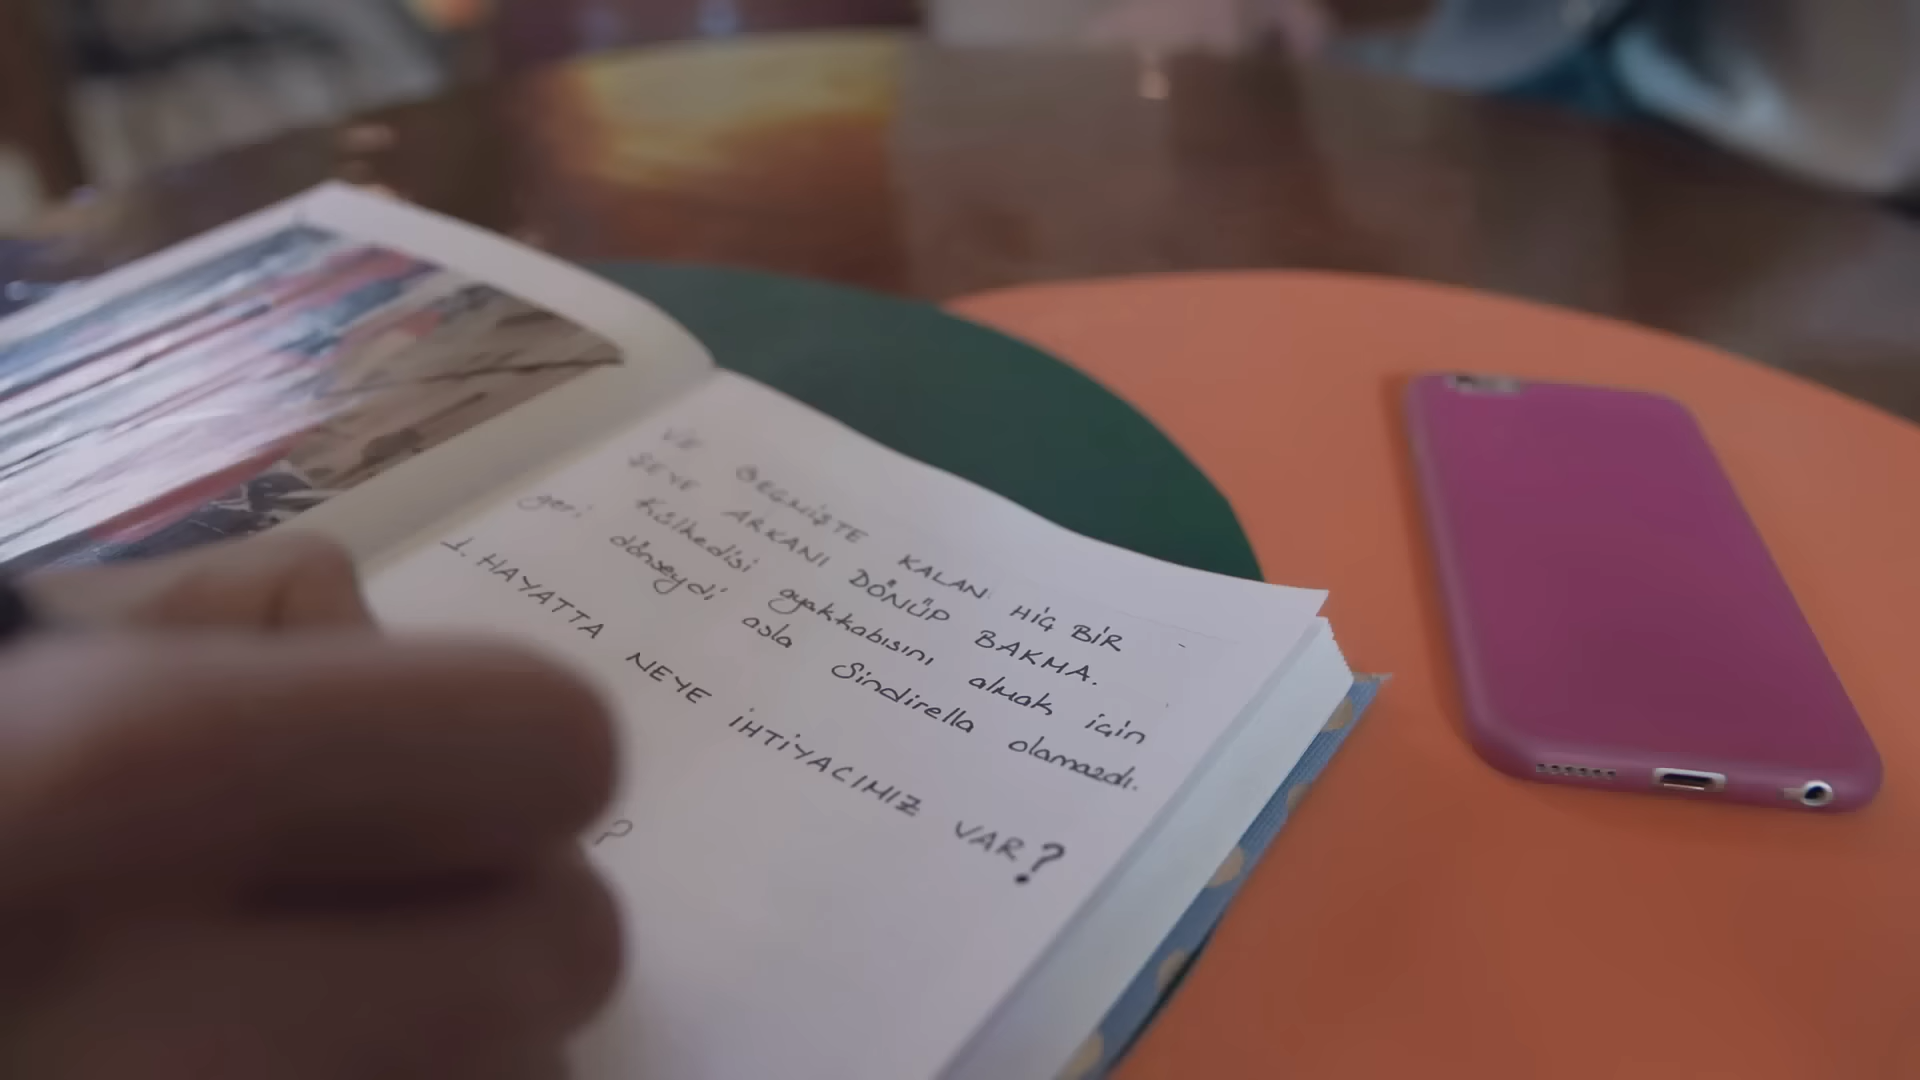 VE GEÇMİŞTE KALAN HİÇ BİR
ŞEYE ARKANI DÖNÜP BAKMA.
Külkedisi ayakkabısını almak için
geri dönseydi asla Sindirella olamazdı.
1. HAYATTA NEYE İHTİYACIMIZ VAR?
?